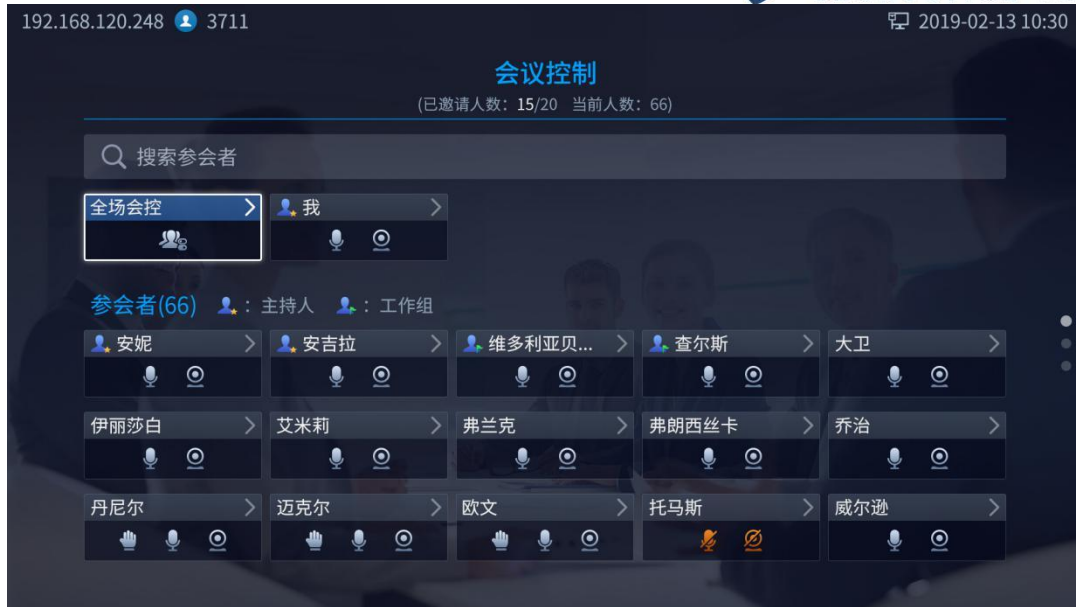 192.168.120.248 3711 2019-02-13 10:30
会议控制
(已邀请人数: 15/20 当前人数: 66)
搜索参会者
全场会控 我
参会者(66) : 主持人 : 工作组
安妮 安吉拉 维多利亚贝... 查尔斯 大卫
伊丽莎白 艾米莉 弗兰克 弗朗西丝卡 乔治
丹尼尔 迈克尔 欧文 托马斯 威尔逊